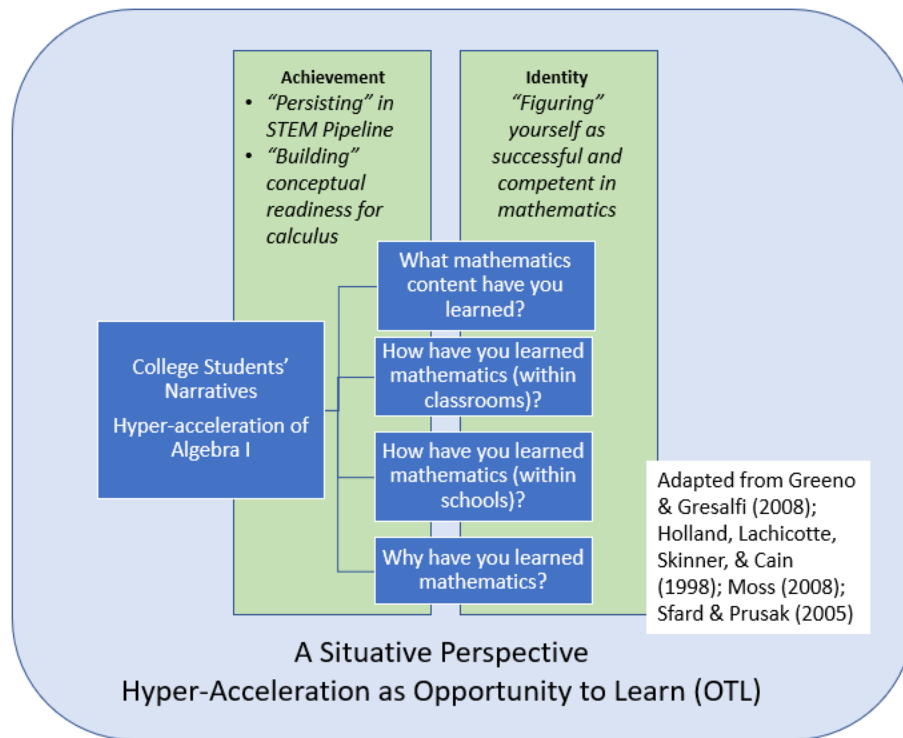 Achievement
• “Persisting” in
STEM Pipeline
• “Building”
conceptual
readiness for
calculus
Identity
“Figuring”
yourself as
successful and
competent in
mathematics
College Students’
Narratives
Hyper-acceleration of
Algebra I
What mathematics
content have you
learned?
How have you learned
mathematics (within
classrooms)?
How have you learned
mathematics (within
schools)?
Why have you learned
mathematics?
Adapted from Greeno
& Gresalfi (2008);
Holland, Lachicotte,
Skinner, & Cain
(1998); Moss (2008);
Sfard & Prusak (2005)
A Situative Perspective
Hyper-Acceleration as Opportunity to Learn (OTL)